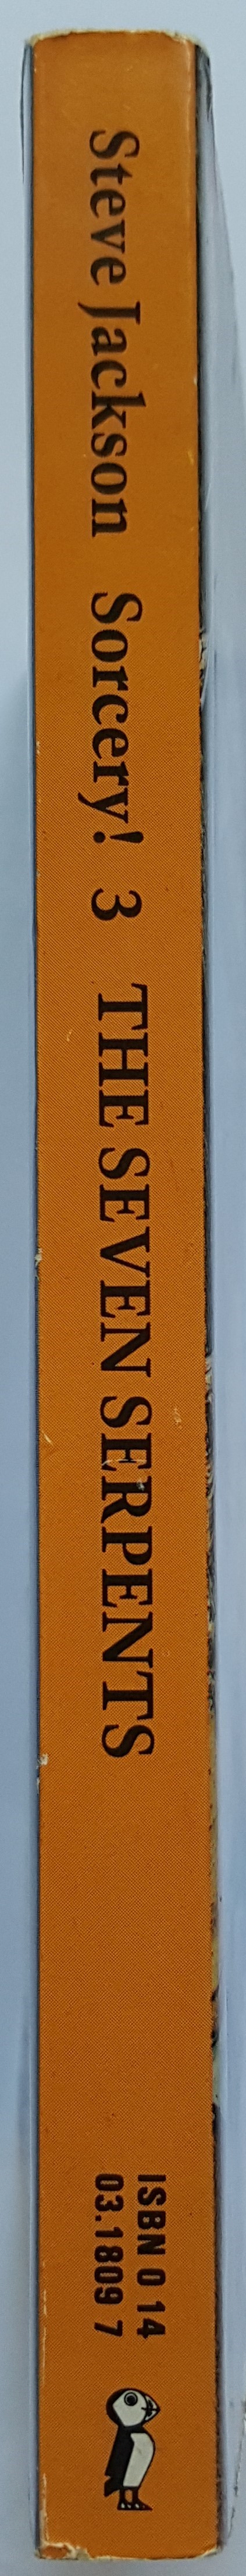 Steve Jackson Sorcery! 3 THE SEVEN SERPENTS
ISBN 0 14
03.1809 7